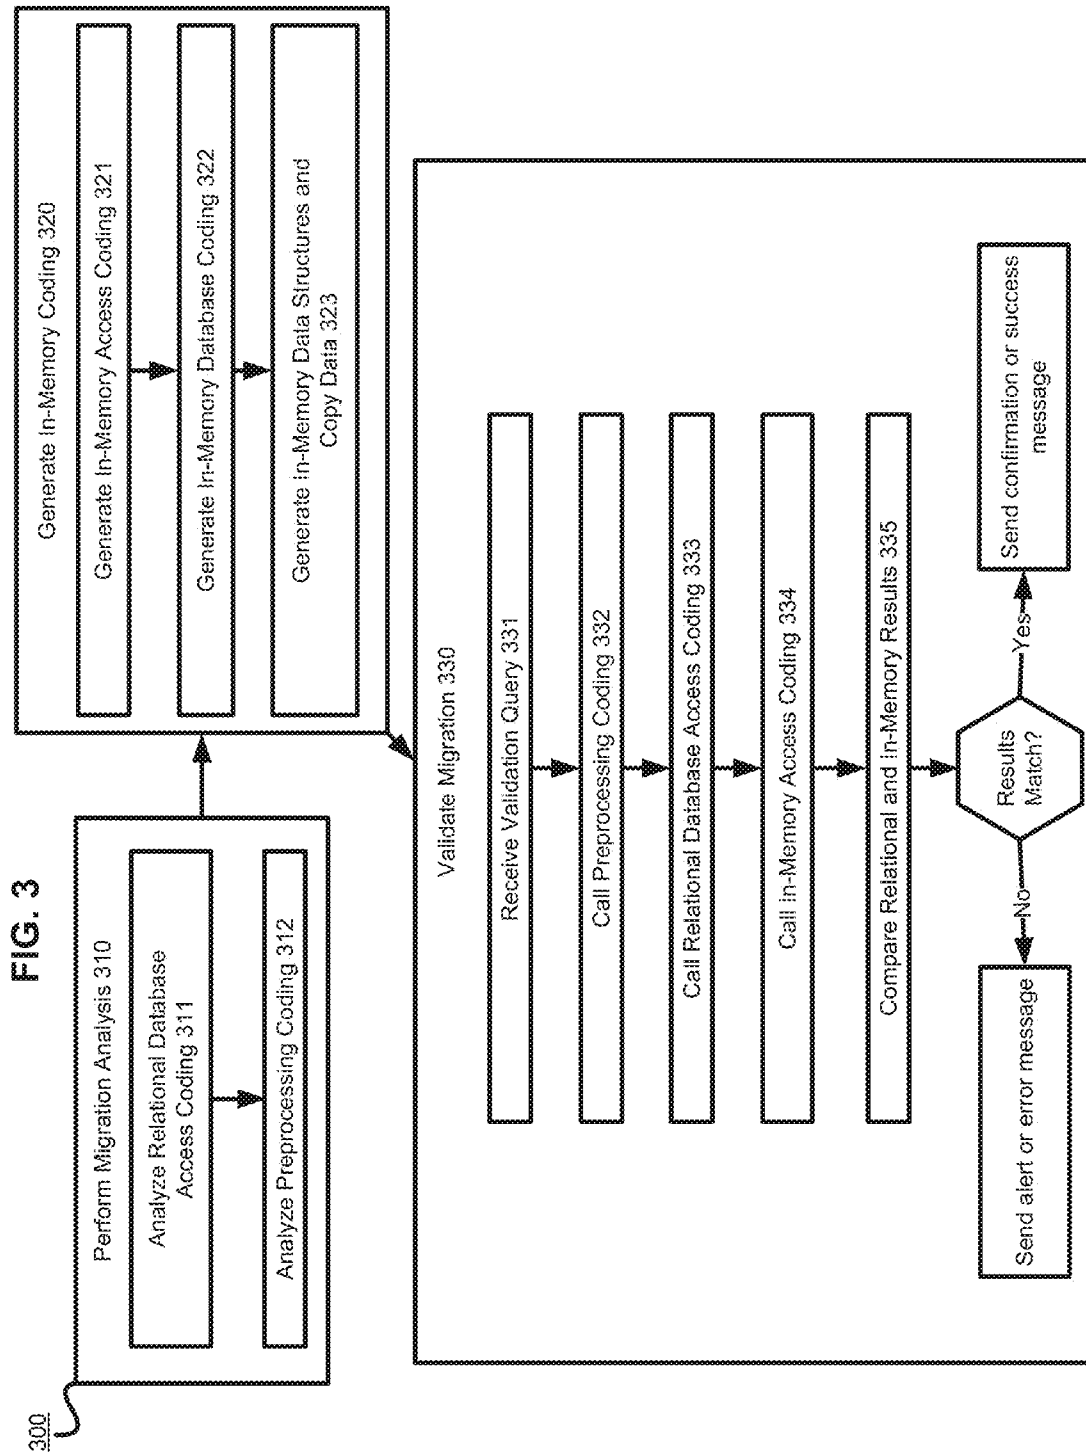 FIG. 3
300
Perform Migration Analysis 310
Analyze Relational Database
Access Coding 311
Analyze Preprocessing Coding 312
Generate In-Memory Coding 320
Generate In-Memory Access Coding 321
Generate In-Memory Database Coding 322
Generate In-Memory Data Structures and
Copy Data 323
Validate Migration 330
Receive Validation Query 331
Call Preprocessing Coding 332
Call Relational Database Access Coding 333
Call In-Memory Access Coding 334
Compare Relational and In-Memory Results 335
Results
Match?
No
Yes
Send alert or error message
Send confirmation or success
message